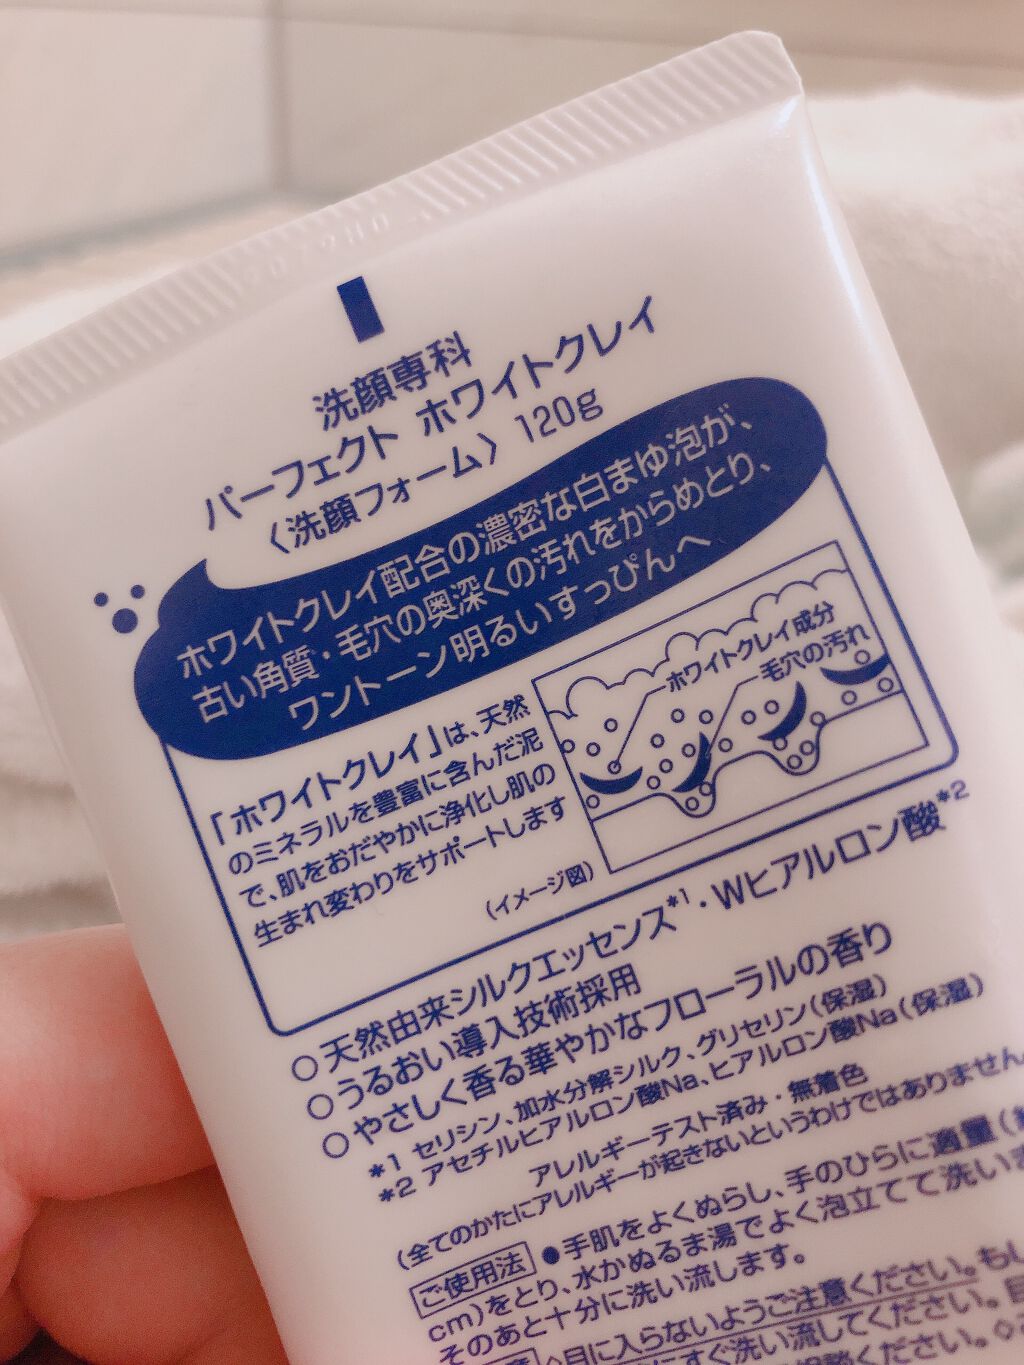 洗顔専科
パーフェクト ホワイトクレイ
〈洗顔フォーム〉 120g
ホワイトクレイ配合の濃密な白まゆ泡が、
古い角質・毛穴の奥深くの汚れをからめとり、
ワントーン明るいすっぴんへ
「ホワイトクレイ」は、天然
のミネラルを豊富に含んだ泥
で、肌をおだやかに浄化し肌の
生まれ変わりをサポートします
ホワイトクレイ成分
毛穴の汚れ
(イメージ図)
○天然由来シルクエッセンス*1・Wヒアルロン酸*2
○うるおい導入技術採用
○やさしく香る華やかなフローラルの香り
*1 セリシン、加水分解シルク、グリセリン(保湿)
*2 アセチルヒアルロン酸Na、ヒアルロン酸Na(保湿)
アレルギーテスト済み・無着色
(全てのかたにアレルギーが起きないというわけではありません
ご使用法 ●手肌をよくぬらし、手のひらに適量(
cm)をとり、水かぬるま湯でよく泡立てて洗い
そのあと十分に洗い流します。
◇目に入らないようご注意ください。もし
にすぐ洗い流してください。
ください。